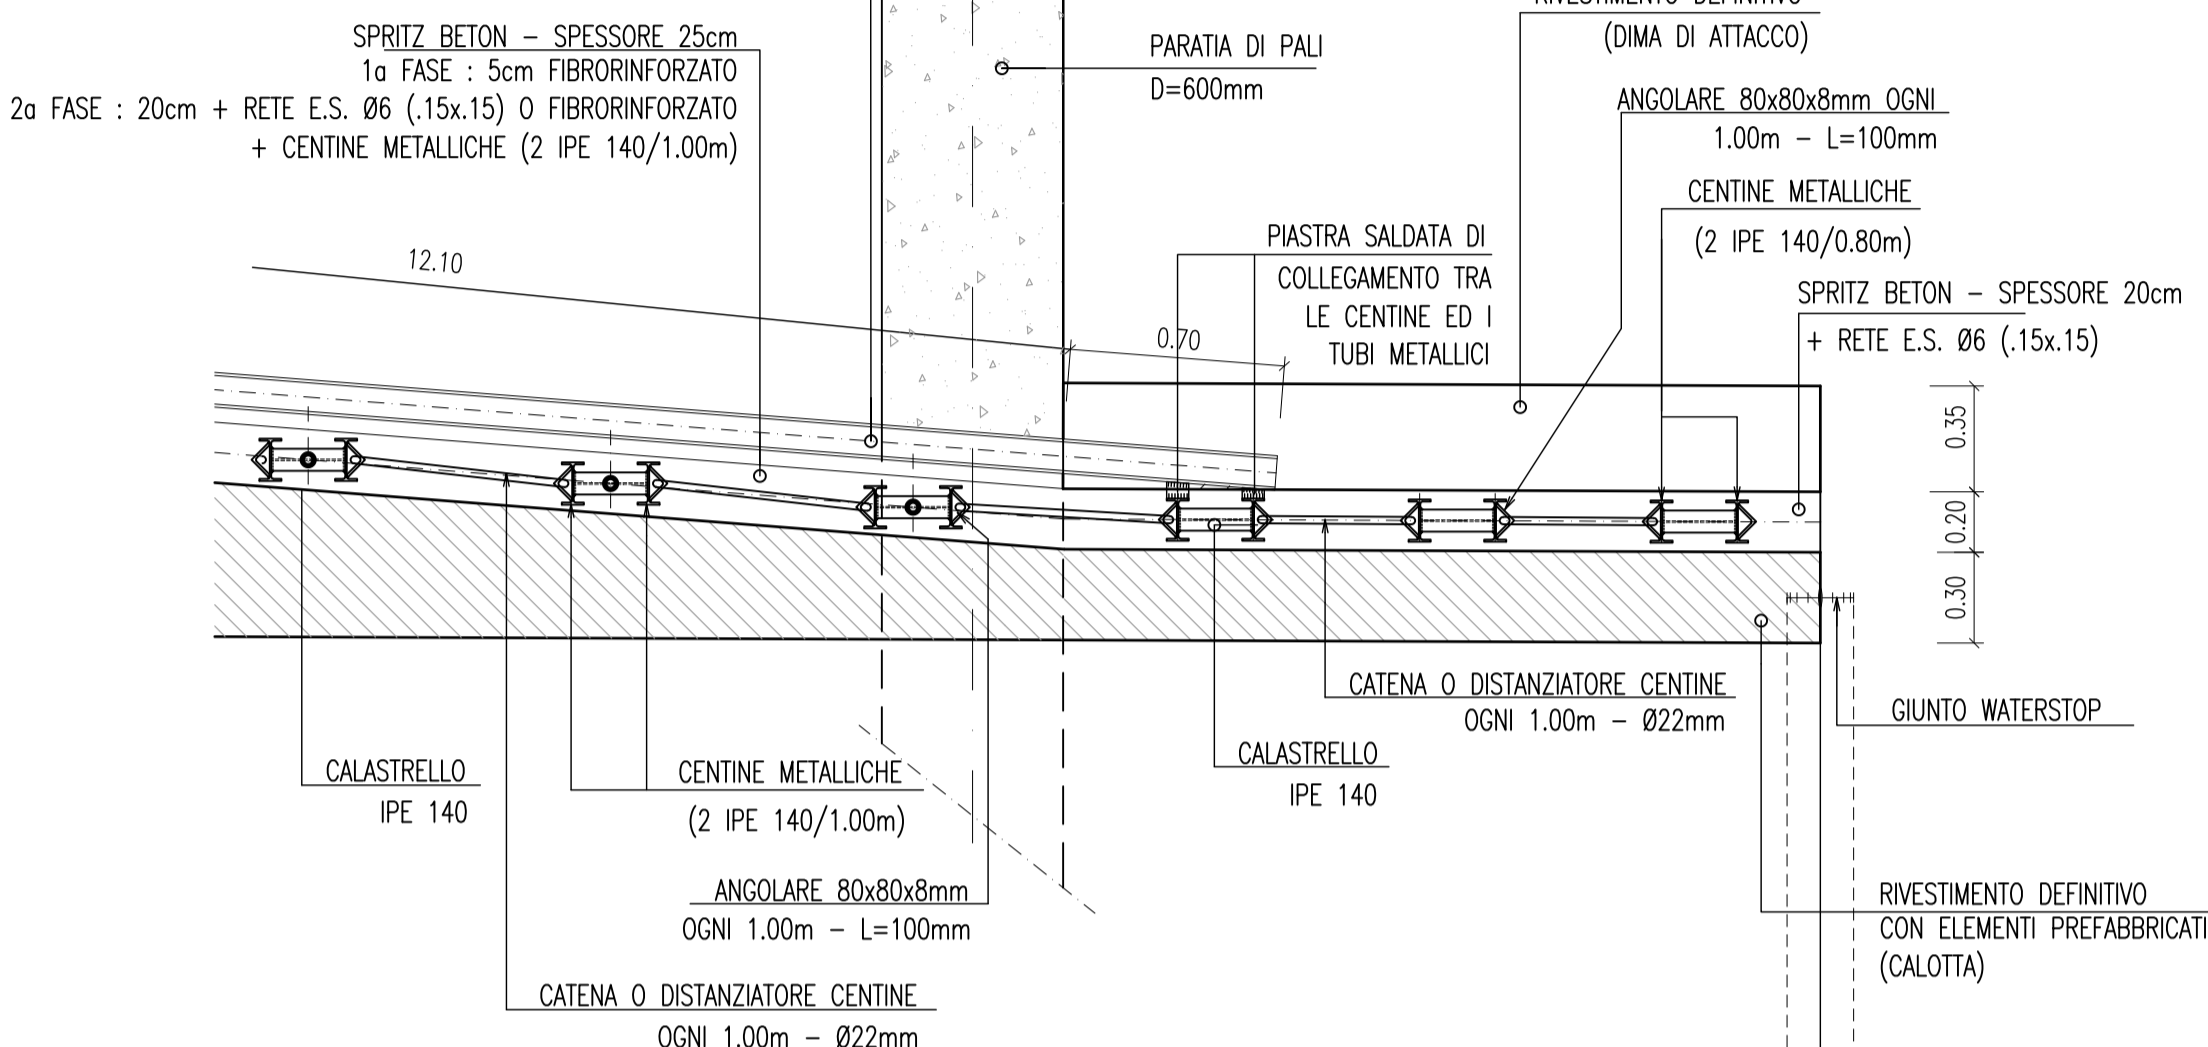 SPRITZ BETON – SPESSORE 25cm
1a FASE : 5cm FIBRORINFORZATO
2a FASE : 20cm + RETE E.S. Ø6 (.15x.15) O FIBRORINFORZATO
+ CENTINE METALLICHE (2 IPE 140/1.00m)
PARATIA DI PALI
D=600mm
RIVESTIMENTO DEFINITIVO
(DIMA DI ATTACCO)
ANGOLARE 80x80x8mm OGNI
1.00m – L=100mm
CENTINE METALLICHE
(2 IPE 140/0.80m)
PIASTRA SALDATA DI
COLLEGAMENTO TRA
LE CENTINE ED I
TUBI METALLICI
SPRITZ BETON – SPESSORE 20cm
+ RETE E.S. Ø6 (.15x.15)
12.10
0.70
0.35
0.20
0.30
CATENA O DISTANZIATORE CENTINE
OGNI 1.00m – Ø22mm
GIUNTO WATERSTOP
CALASTRELLO
IPE 140
CENTINE METALLICHE
(2 IPE 140/1.00m)
CALASTRELLO
IPE 140
ANGOLARE 80x80x8mm
OGNI 1.00m – L=100mm
RIVESTIMENTO DEFINITIVO
CON ELEMENTI PREFABBRICATI
(CALOTTA)
CATENA O DISTANZIATORE CENTINE
OGNI 1.00m – Ø22mm